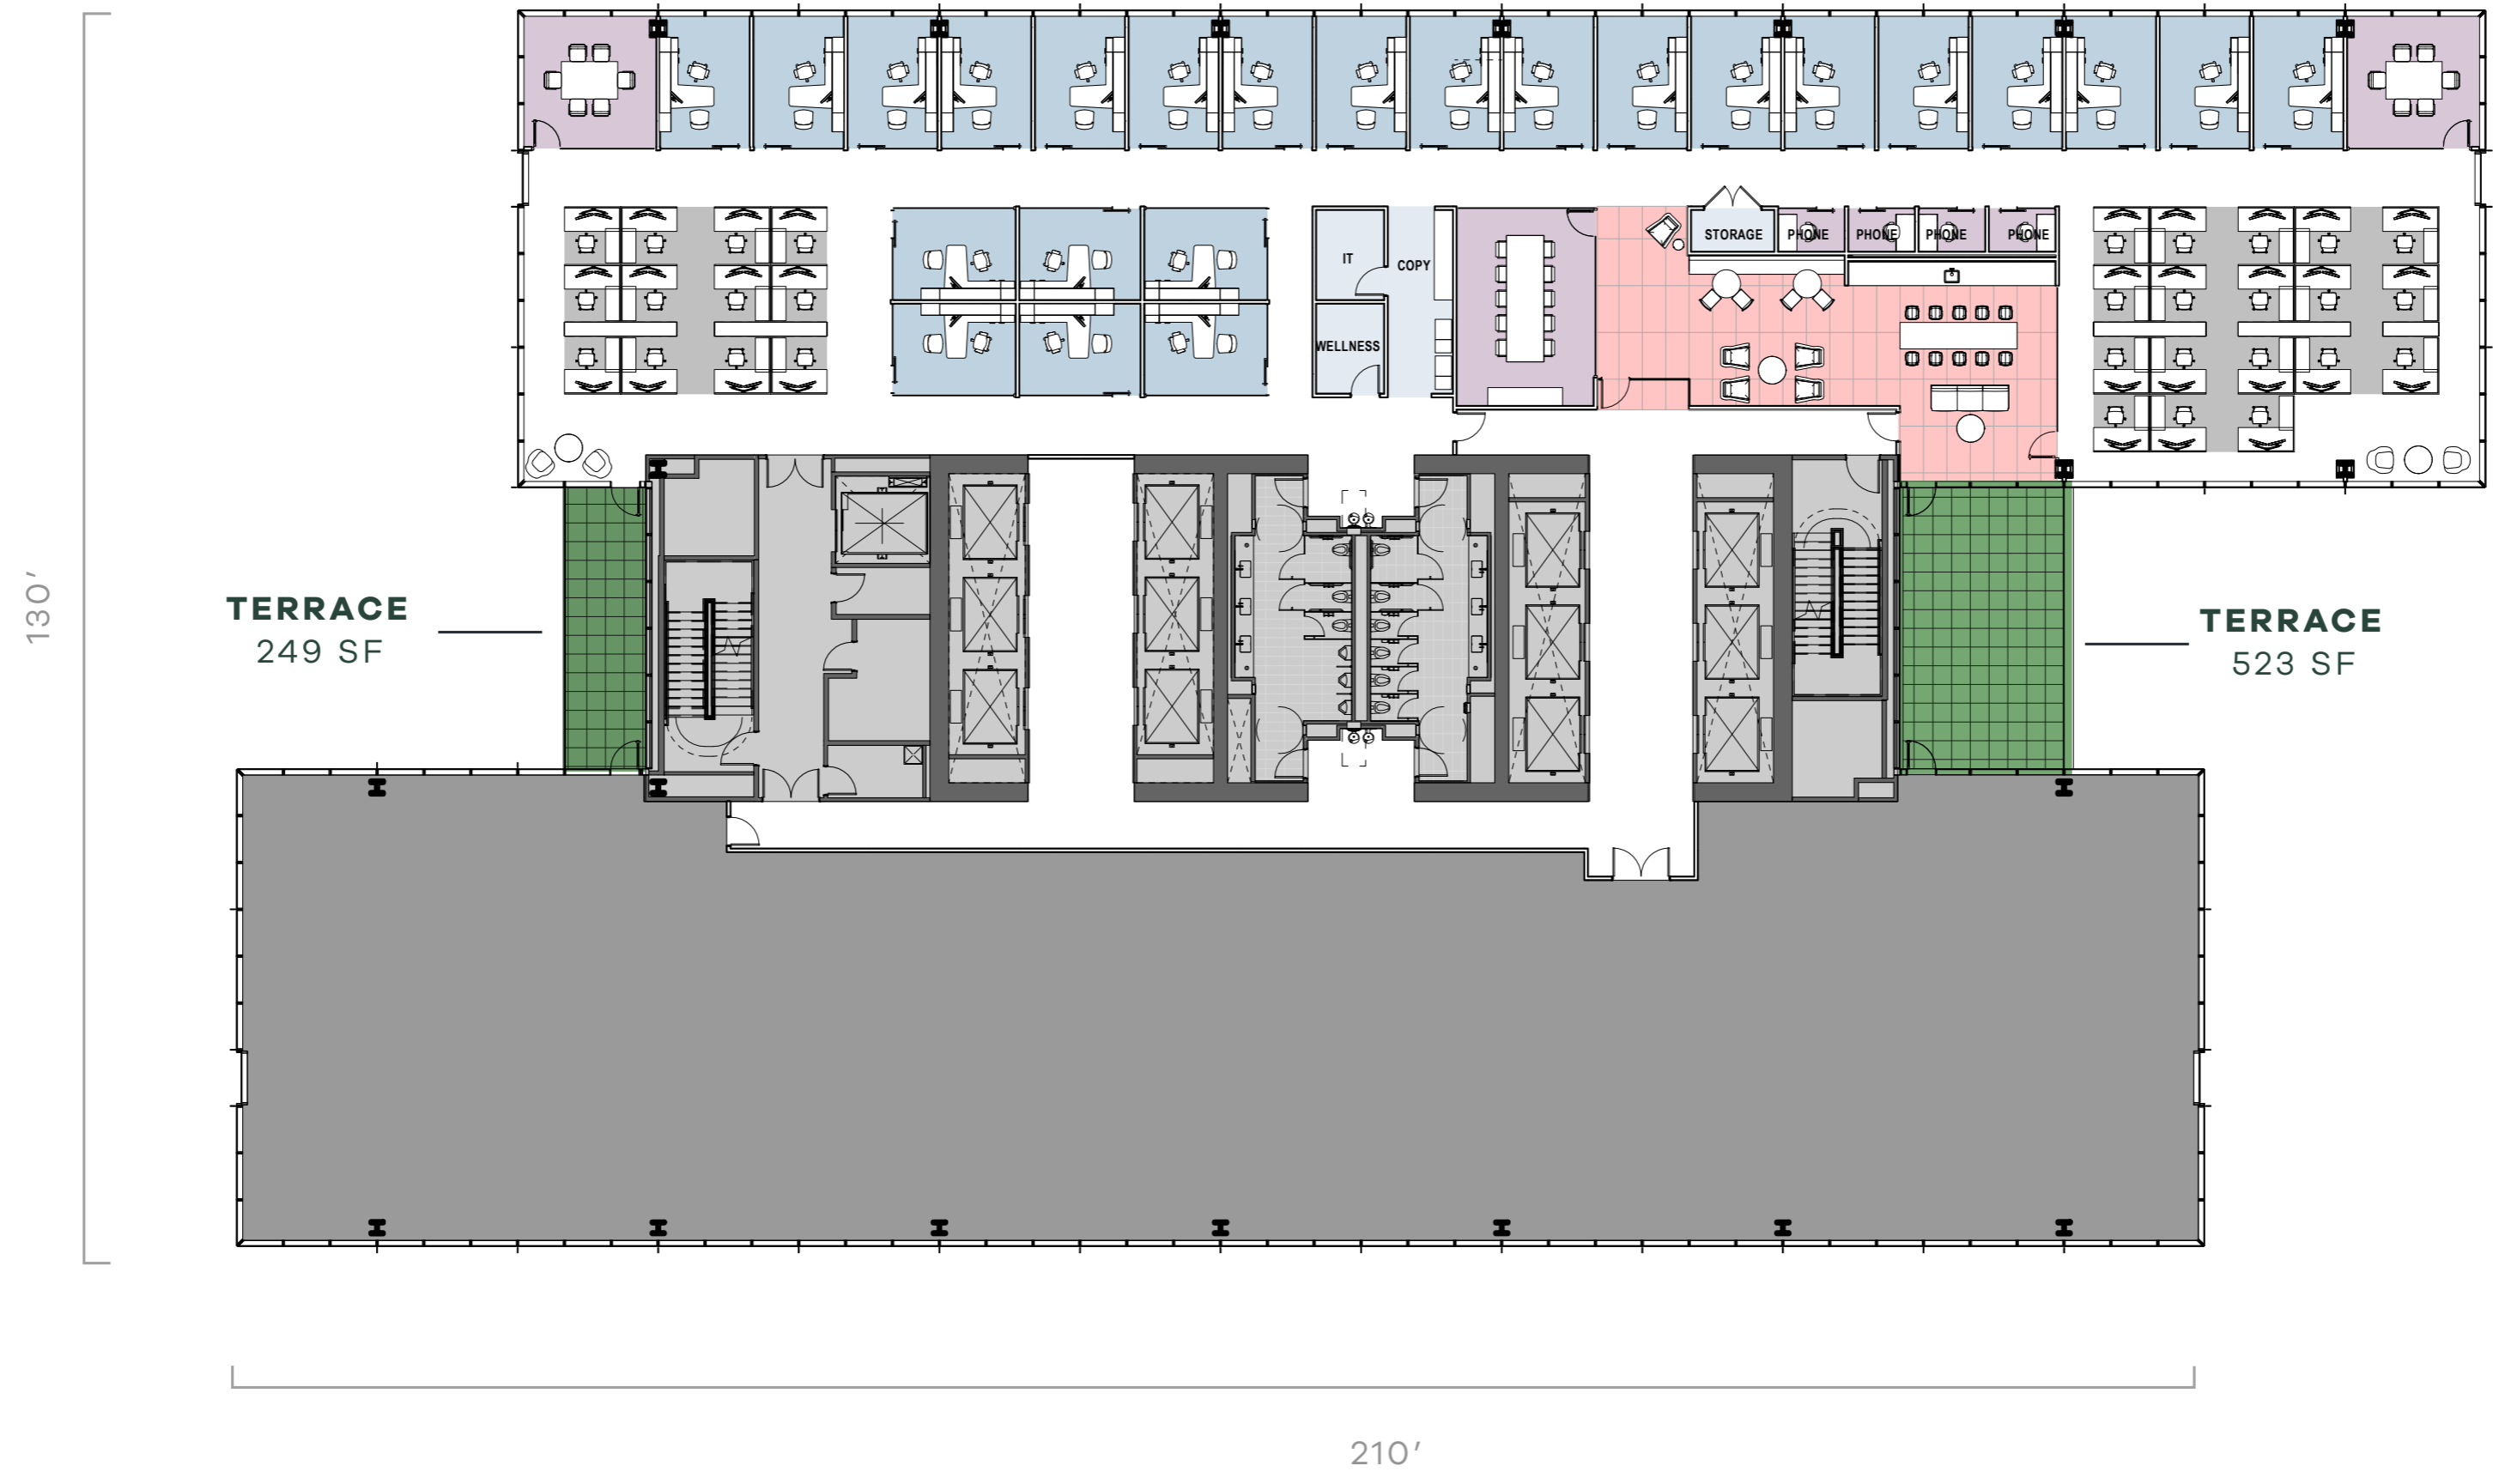 STORAGE
PHONE
PHONE
PHONE
PHONE
IT
COPY
WELLNESS
130′
TERRACE
249 SF
TERRACE
523 SF
210′